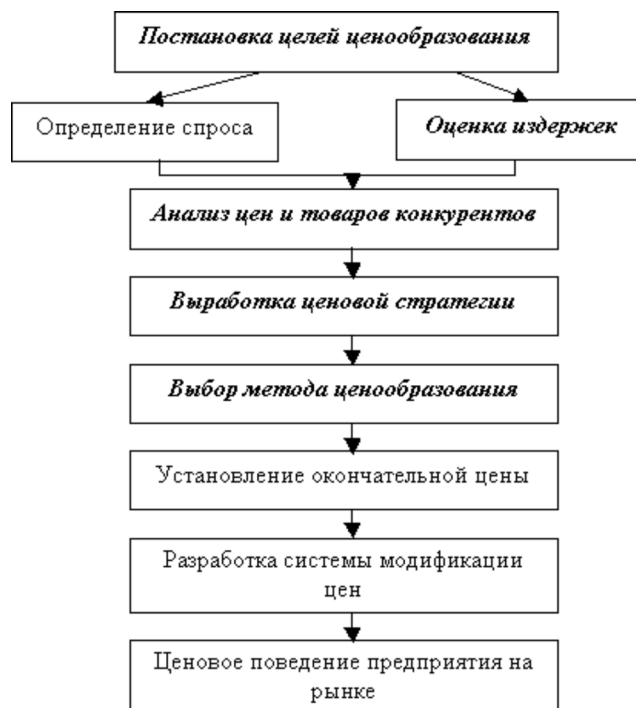 Постановка целей ценообразования
Определение спроса
Оценка издержек
Анализ цен и товаров конкурентов
Выработка ценовой стратегии
Выбор метода ценообразования
Установление окончательной цены
Разработка системы модификации
цен
Ценовое поведение предприятия на
рынке